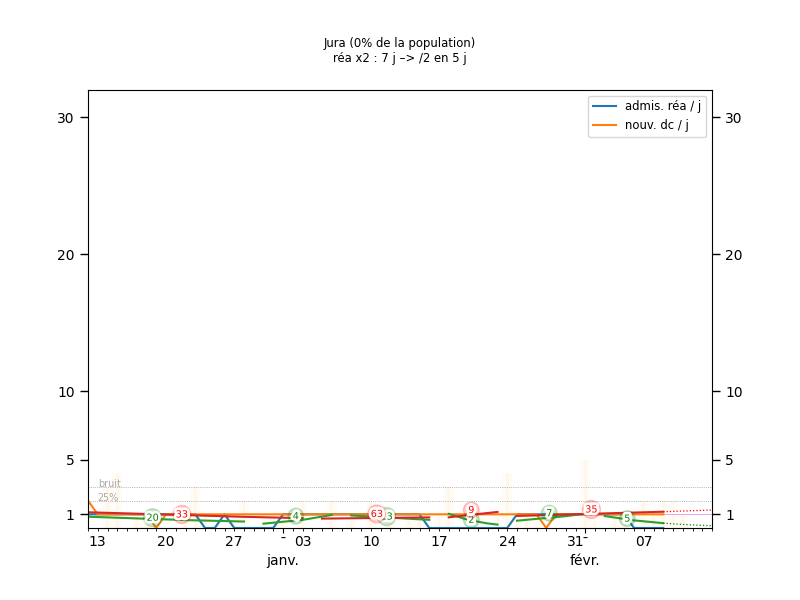 Jura (0% de la population)
réa x2 : 7 j –> /2 en 5 j
admis. réa / j
nouv. dc / j
30 30
20 20
10 10
5 5
bruit
25%
1 1
20 33 4 63 3 9 2 7 35 5
13 20 27 - 03 10 17 24 31- 07
janv. févr.